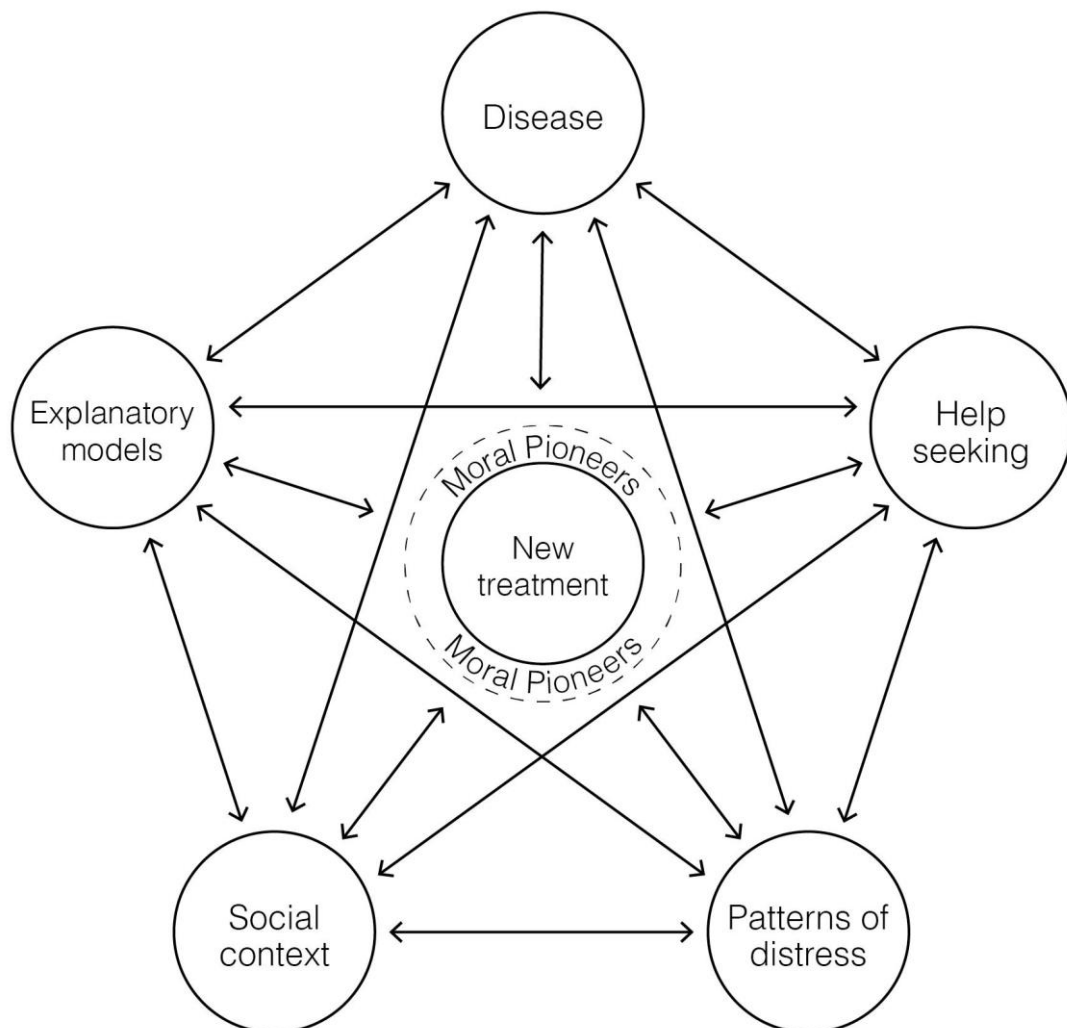 Disease
Explanatory
models
Help
seeking
Moral Pioneers
New
treatment
Moral Pioneers
Social
context
Patterns of
distress